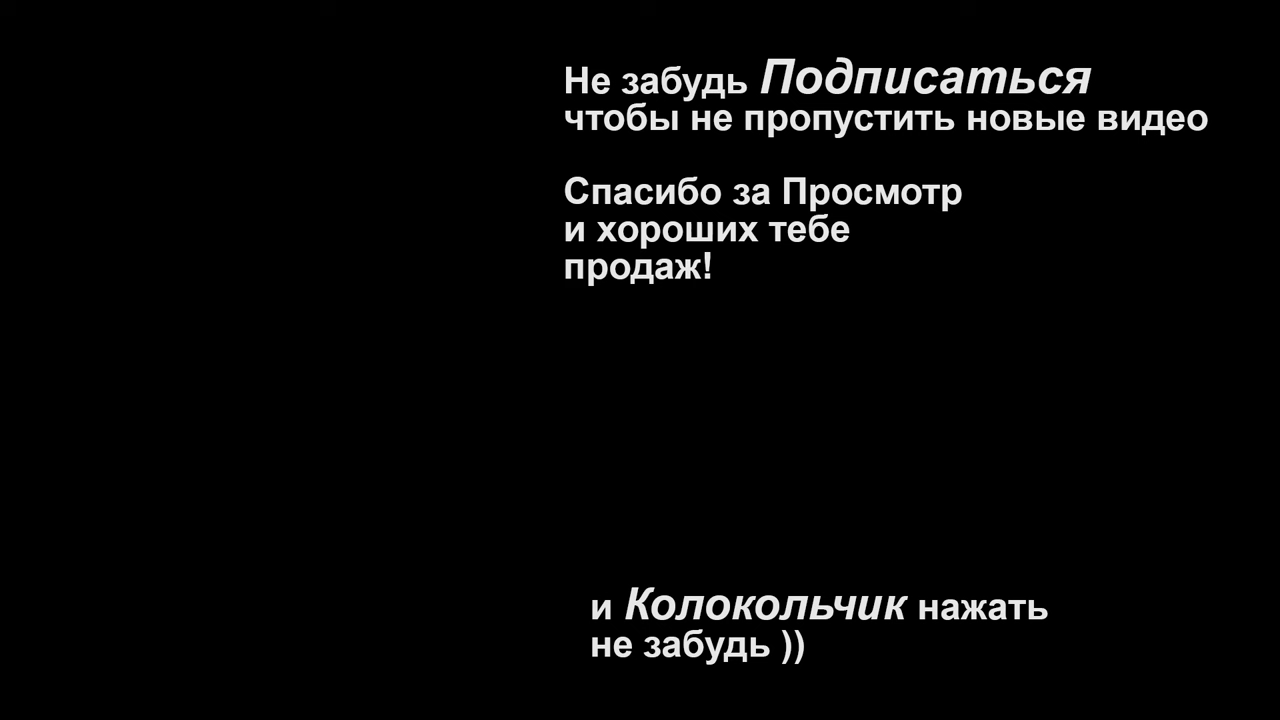 Не забудь Подписаться
чтобы не пропустить новые видео
Спасибо за Просмотр
и хороших тебе
продаж!
и Колокольчик нажать
не забудь ))